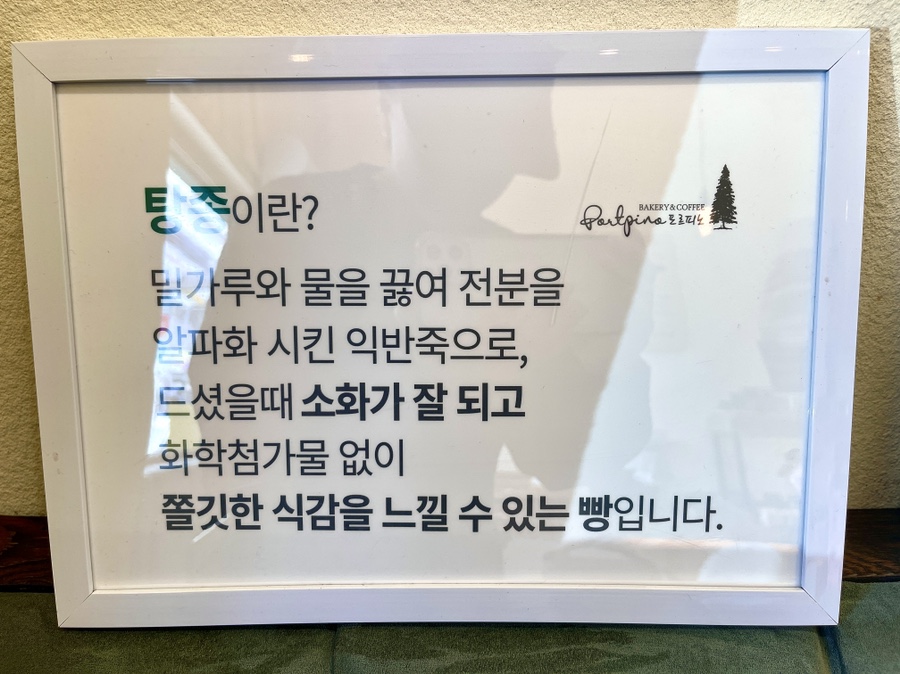 탕종이란?
BAKERY&COFFEE
Portpino 포르피노
밀가루와 물을 끓여 전분을
알파화 시킨 익반죽으로,
드셨을때 소화가 잘 되고
화학첨가물 없이
쫄깃한 식감을 느낄 수 있는 빵입니다.